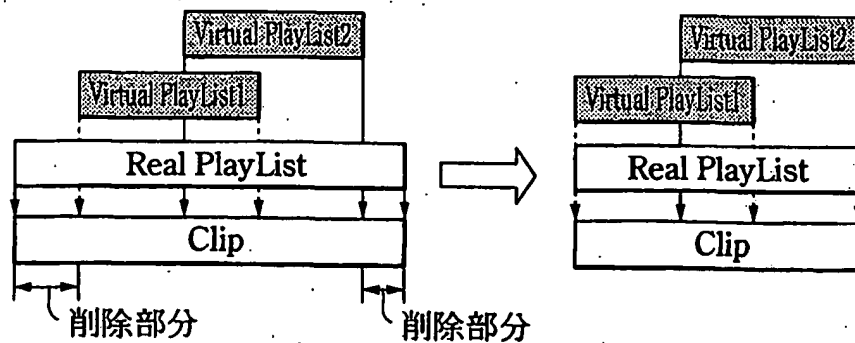 Virtual PlayList2
Virtual PlayList1
Real PlayList
Clip
削除部分
削除部分
Virtual PlayList2
Virtual PlayList1
Real PlayList
Clip